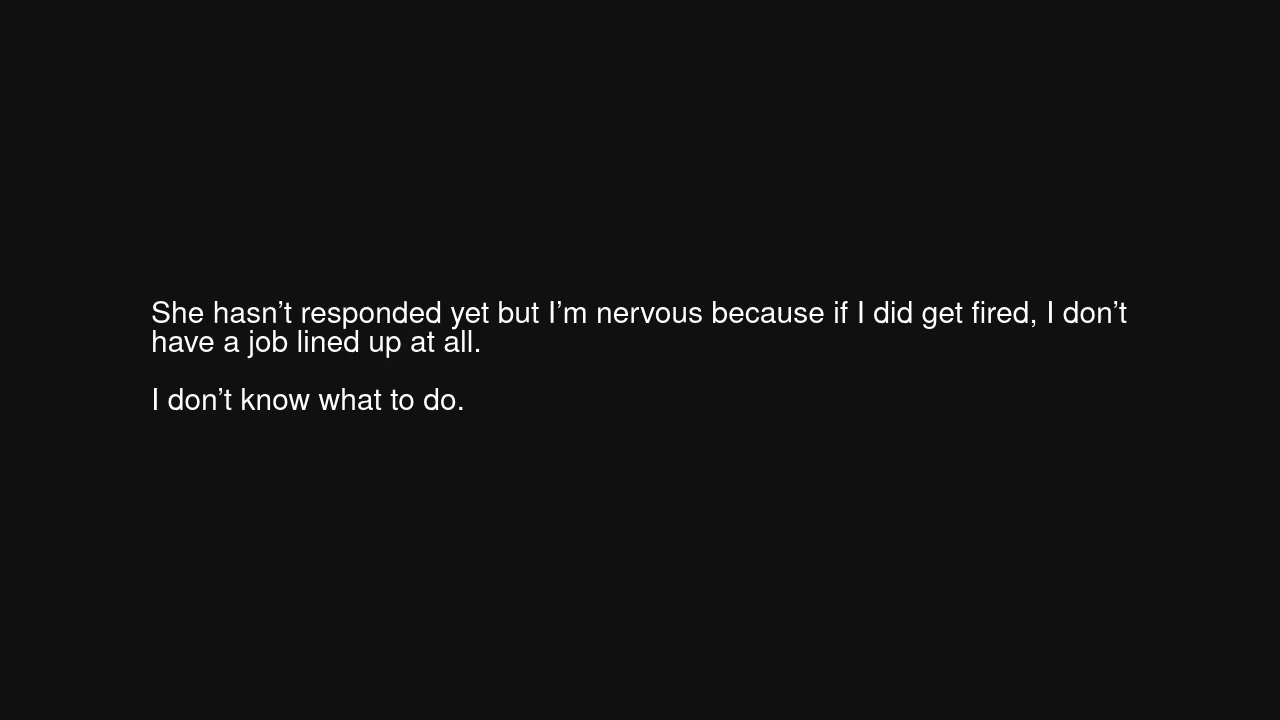 She hasn’t responded yet but I’m nervous because if I did get fired, I don’t
have a job lined up at all.
I don’t know what to do.